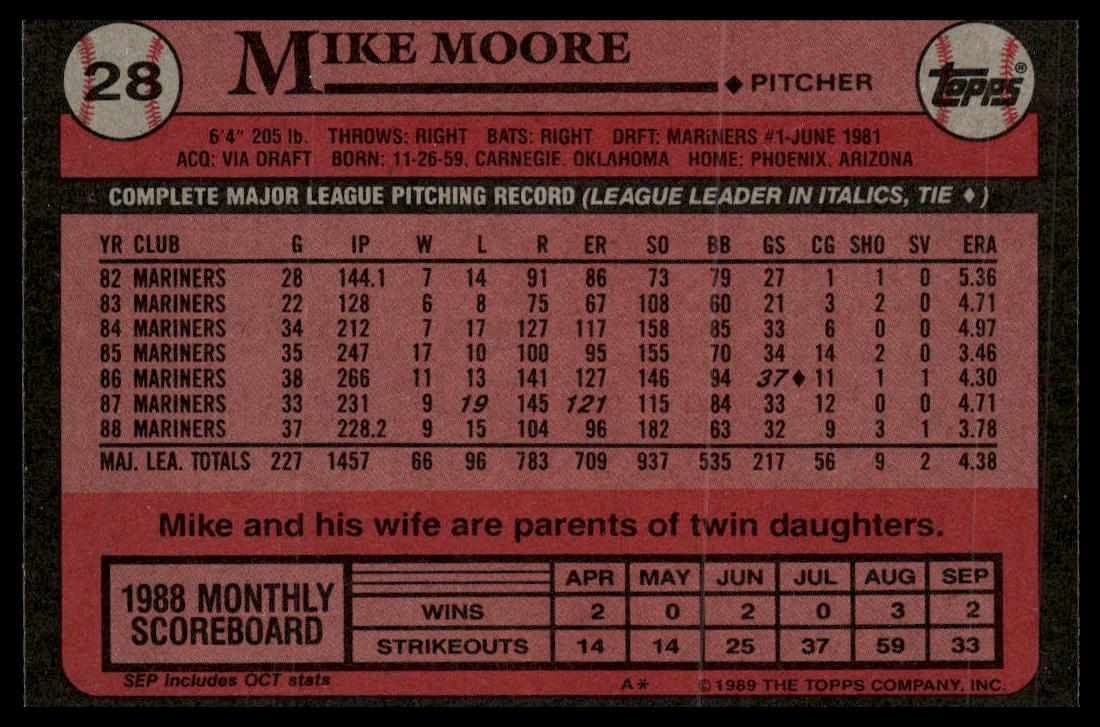 28
MIKE MOORE
♦ PITCHER
topps®
6'4" 205 lb. THROWS: RIGHT BATS: RIGHT DRFT: MARINERS #1-JUNE 1981
ACQ: VIA DRAFT BORN: 11-26-59, CARNEGIE, OKLAHOMA HOME: PHOENIX, ARIZONA
COMPLETE MAJOR LEAGUE PITCHING RECORD (LEAGUE LEADER IN ITALICS, TIE ♦)
YR CLUB G IP W L R ER SO BB GS CG SHO SV ERA
82 MARINERS 28 144.1 7 14 91 86 73 79 27 1 1 0 5.36
83 MARINERS 22 128 6 8 75 67 108 60 21 3 2 0 4.71
84 MARINERS 34 212 7 17 127 117 158 85 33 6 0 0 4.97
85 MARINERS 35 247 17 10 100 95 155 70 34 14 2 0 3.46
86 MARINERS 38 266 11 13 141 127 146 94 37♦ 11 1 1 4.30
87 MARINERS 33 231 9 19 145 121 115 84 33 12 0 0 4.71
88 MARINERS 37 228.2 9 15 104 96 182 63 32 9 3 1 3.78
MAJ. LEA. TOTALS 227 1457 66 96 783 709 937 535 217 56 9 2 4.38
Mike and his wife are parents of twin daughters.
1988 MONTHLY
SCOREBOARD
APR MAY JUN JUL AUG SEP
WINS 2 0 2 0 3 2
STRIKEOUTS 14 14 25 37 59 33
SEP includes OCT stats
A* © 1989 THE TOPPS COMPANY, INC.